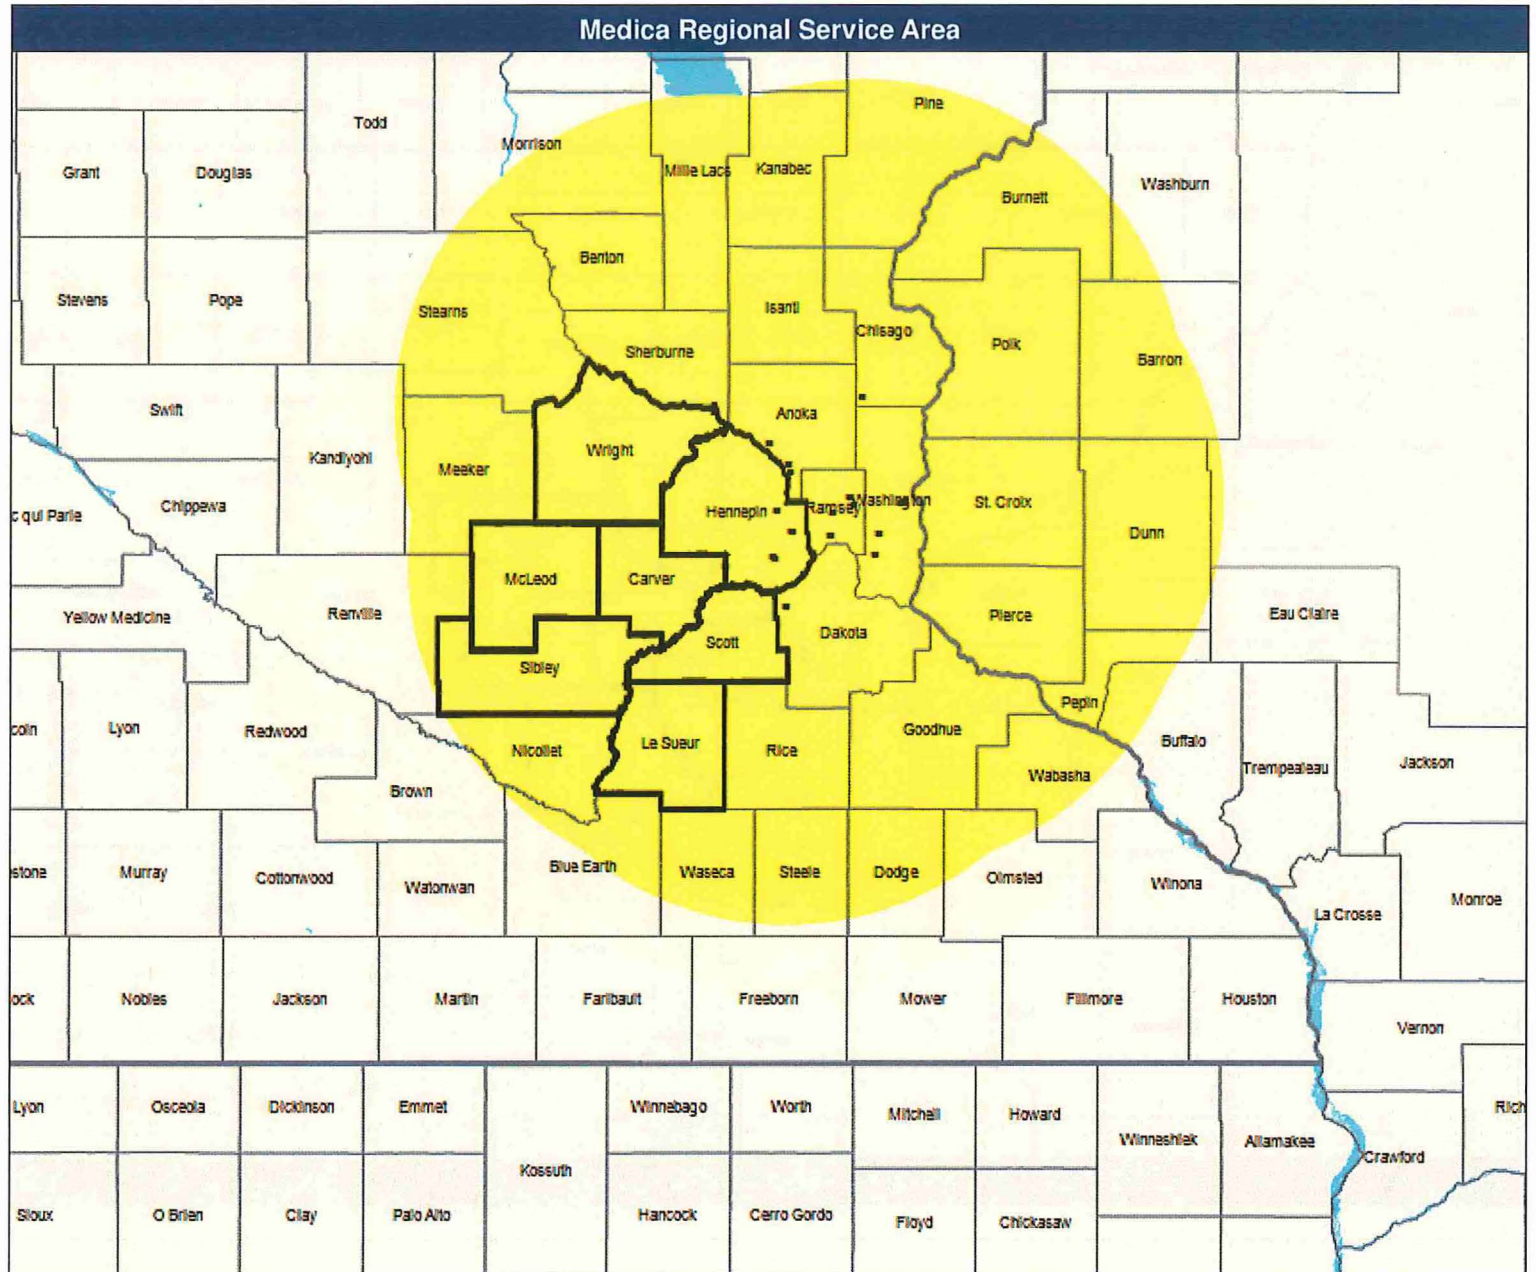 Medica Regional Service Area
Pine
Todd
Morrison
Grant
Douglas
Mille Lacs
Kanabec
Washburn
Burnett
Benton
Stevens
Pope
Stearns
Isanti
Chisago
Polk
Sherburne
Barron
Swift
Anoka
Wright
Kandiyohi
Meeker
Chippewa
c qui Parle
Hennepin
Ramsey
Washington
St. Croix
Dunn
McLeod
Carver
Yellow Medicine
Renville
Pierce
Eau Claire
Scott
Dakota
Sibley
Pepin
coln
Lyon
Redwood
Nicollet
Le Sueur
Rice
Goodhue
Buffalo
Trempealeau
Jackson
Wabasha
Brown
stone
Murray
Cottonwood
Watonwan
Blue Earth
Waseca
Steele
Dodge
Olmsted
Winona
Monroe
La Crosse
ock
Nobles
Jackson
Martin
Faribault
Freeborn
Mower
Fillmore
Houston
Vernon
Lyon
Osceola
Dickinson
Emmet
Winnebago
Worth
Mitchell
Howard
Rich
Winneshiek
Allamakee
Crawford
Kossuth
Sioux
O Brien
Clay
Palo Alto
Hancock
Cerro Gordo
Floyd
Chickasaw